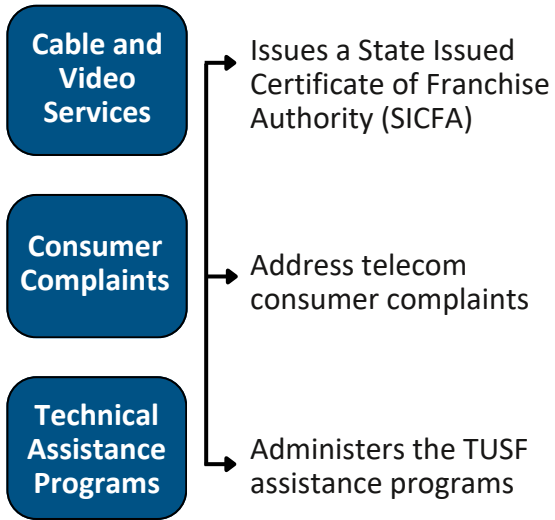 Cable and
Video
Services
Issues a State Issued
Certificate of Franchise
Authority (SICFA)
Consumer
Complaints
Address telecom
consumer complaints
Technical
Assistance
Programs
Administers the TUSF
assistance programs